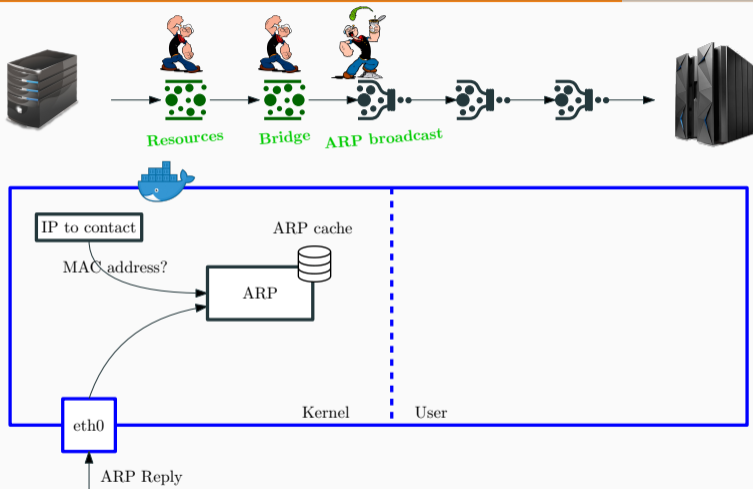 Resources
Bridge
ARP broadcast
IP to contact
ARP cache
MAC address?
ARP
Kernel
User
eth0
ARP Reply